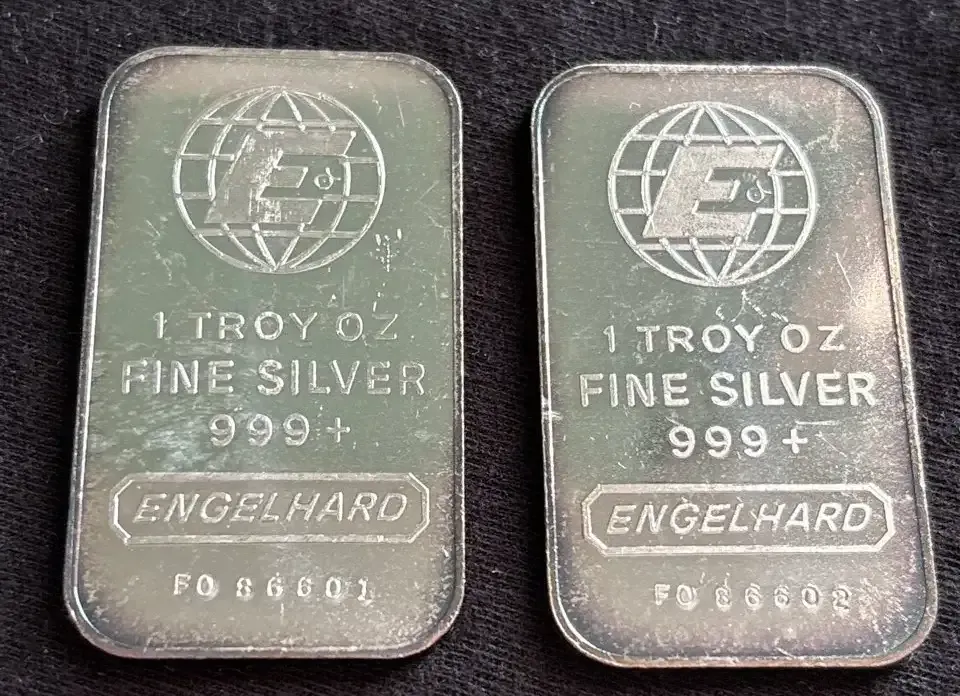 E
1 TROY OZ
FINE SILVER
999+
ENGELHARD
FO 86601
E
1 TROY OZ
FINE SILVER
999+
ENGELHARD
FO 86602